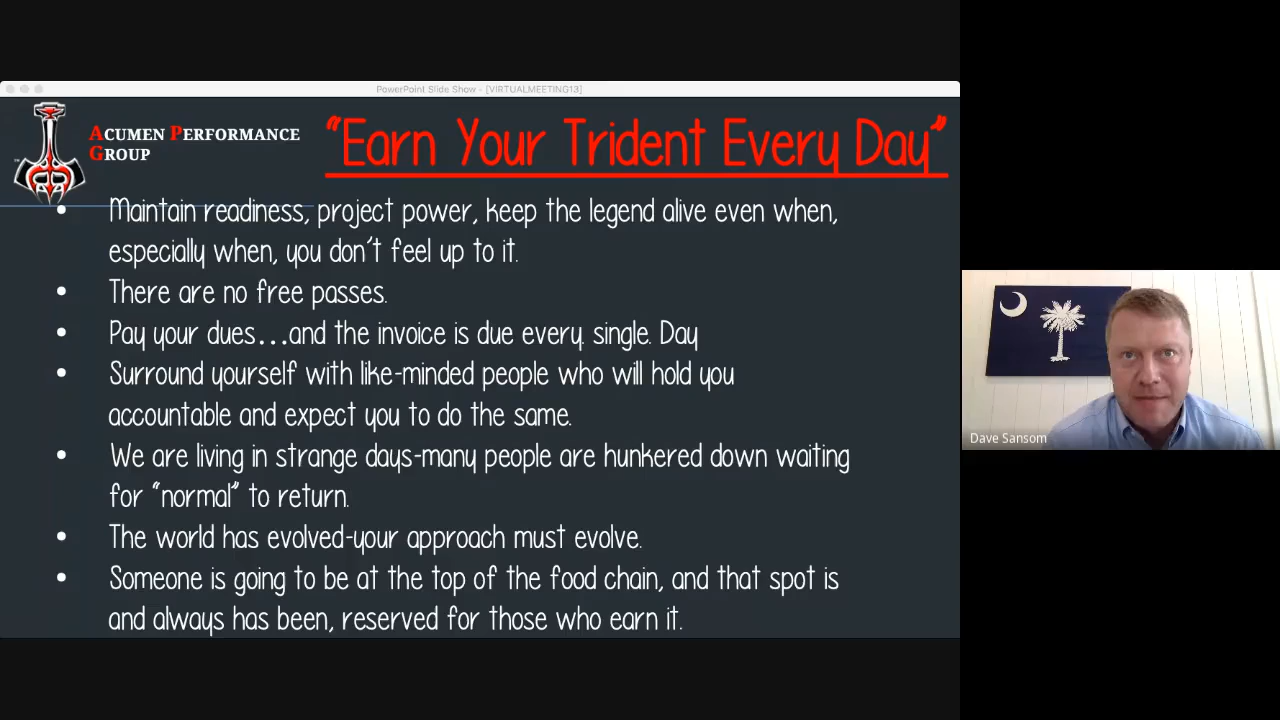 PowerPoint Slide Show - [VIRTUALMEETING13]
ACUMEN PERFORMANCE
GROUP
"Earn Your Trident Every Day"
• Maintain readiness, project power, keep the legend alive even when,
especially when, you don't feel up to it.
• There are no free passes.
• Pay your dues...and the invoice is due every. single. Day
• Surround yourself with like-minded people who will hold you
accountable and expect you to do the same.
• We are living in strange days-many people are hunkered down waiting
for "normal" to return.
• The world has evolved-your approach must evolve.
• Someone is going to be at the top of the food chain, and that spot is
and always has been, reserved for those who earn it.
Dave Sansom